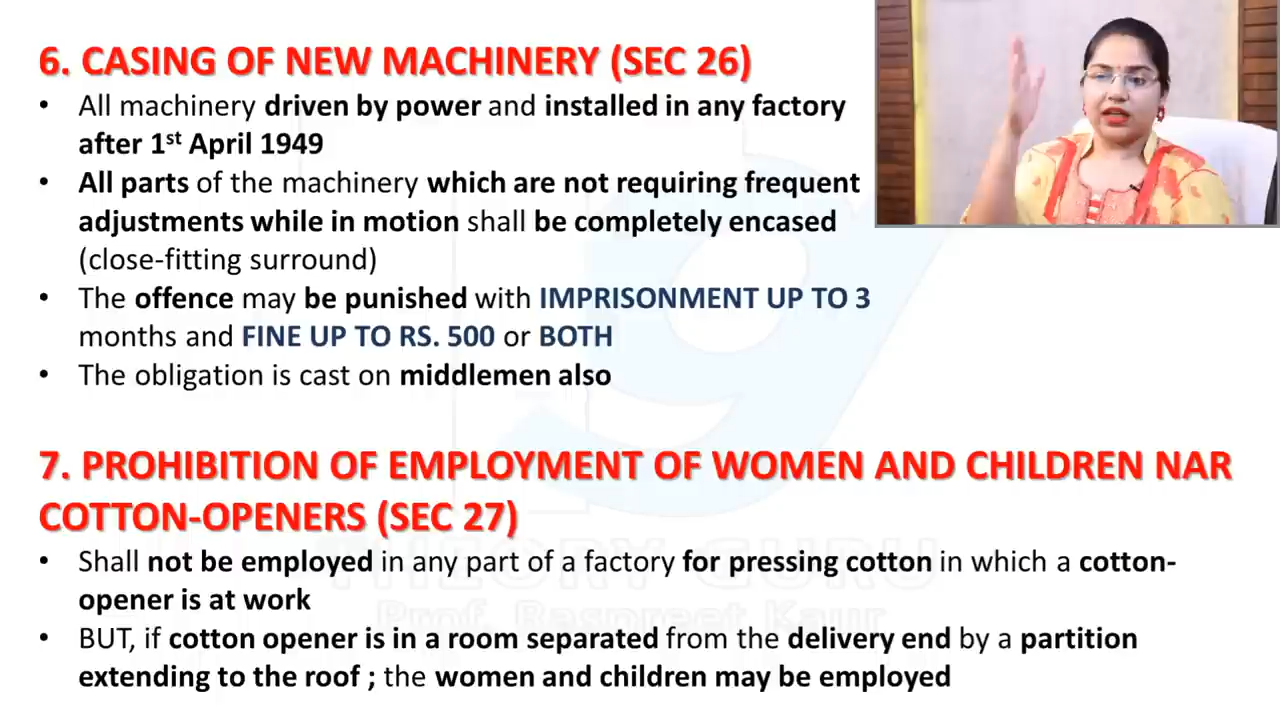 6. CASING OF NEW MACHINERY (SEC 26)
• All machinery driven by power and installed in any factory
after 1st April 1949
• All parts of the machinery which are not requiring frequent
adjustments while in motion shall be completely encased
(close-fitting surround)
• The offence may be punished with IMPRISONMENT UP TO 3
months and FINE UP TO RS. 500 or BOTH
• The obligation is cast on middlemen also
7. PROHIBITION OF EMPLOYMENT OF WOMEN AND CHILDREN NAR
COTTON-OPENERS (SEC 27)
• Shall not be employed in any part of a factory for pressing cotton in which a cotton-
opener is at work
THEORY GURU
Prof. Raspreet Kaur
• BUT, if cotton opener is in a room separated from the delivery end by a partition
extending to the roof ; the women and children may be employed